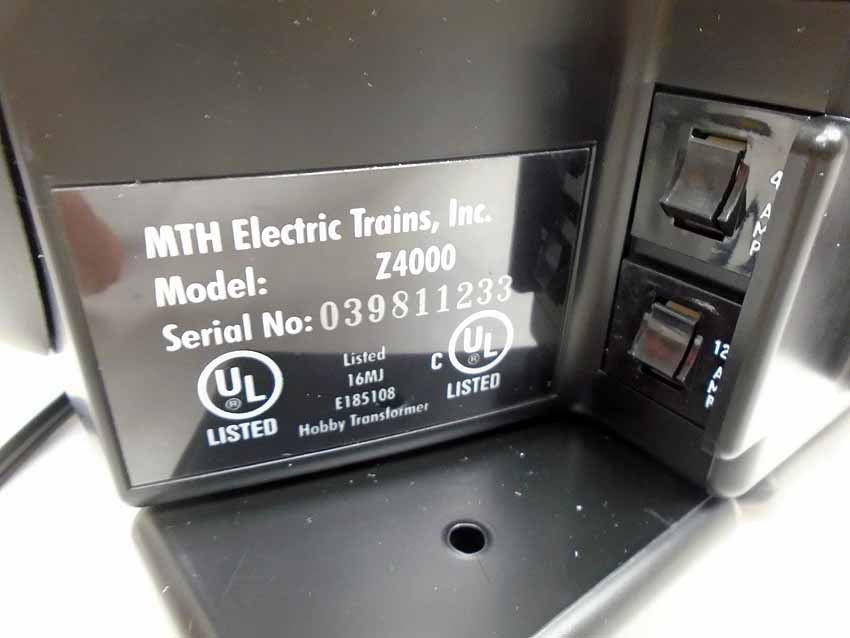 MTH Electric Trains, Inc.
Model: Z4000
Serial No: 039811233
UL
®
LISTED
Listed
16MJ
E185108
Hobby Transformer
C UL
®
LISTED
4 AMP
12 AMP